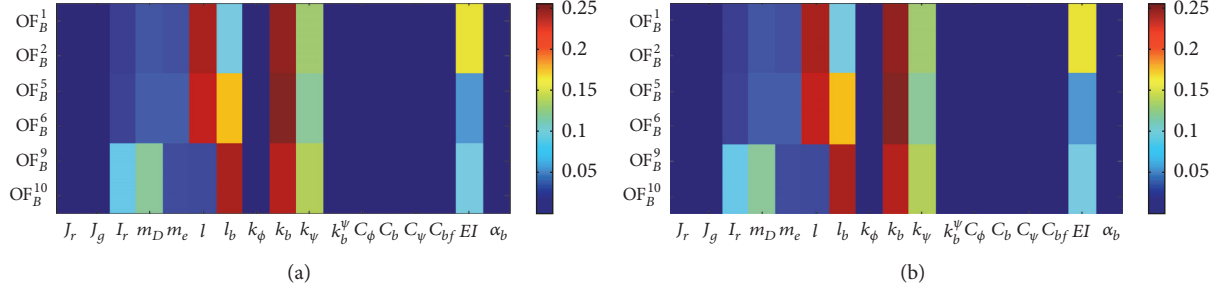 OF_B^1
OF_B^2
OF_B^5
OF_B^6
OF_B^9
OF_B^10
J_r J_g I_r m_D m_e l l_b k_ϕ k_b k_ψ k_b^ψ C_ϕ C_b C_ψ C_bf EI α_b
0.25
0.2
0.15
0.1
0.05
(a)
OF_B^1
OF_B^2
OF_B^5
OF_B^6
OF_B^9
OF_B^10
J_r J_g I_r m_D m_e l l_b k_ϕ k_b k_ψ k_b^ψ C_ϕ C_b C_ψ C_bf EI α_b
0.25
0.2
0.15
0.1
0.05
(b)